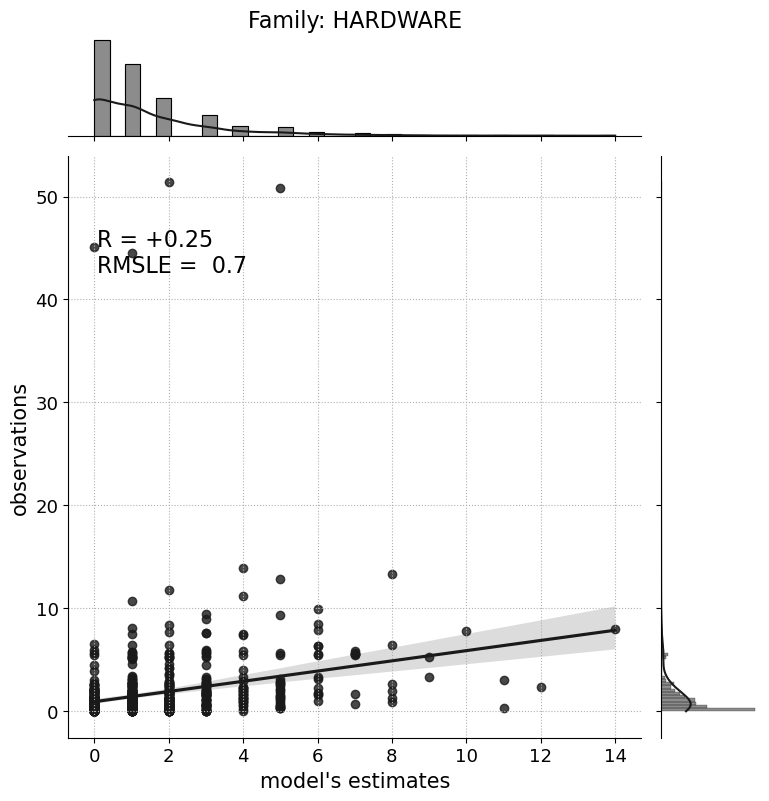 Family: HARDWARE
R = +0.25
RMSLE =  0.7
50
40
30
20
10
0
observations
0 2 4 6 8 10 12 14
model's estimates